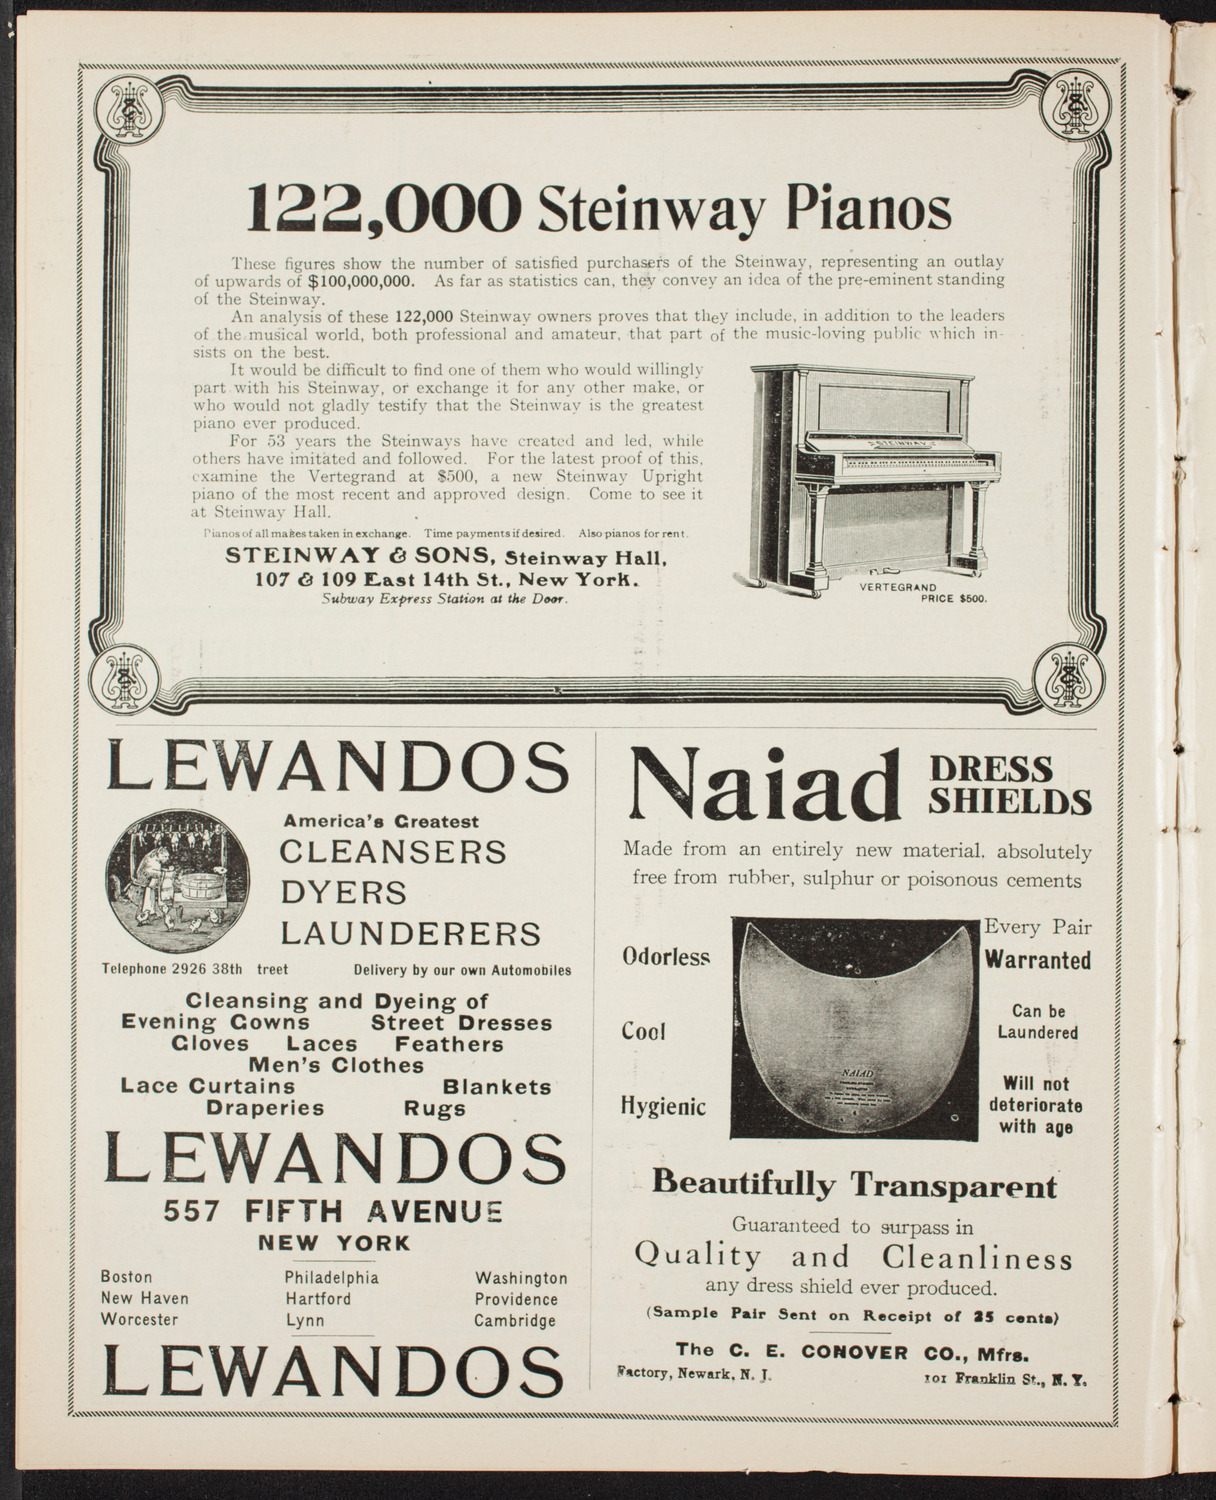 122,000 Steinway Pianos
These figures show the number of satisfied purchasers of the Steinway, representing an outlay
of upwards of $100,000,000. As far as statistics can, they convey an idea of the pre-eminent standing
of the Steinway.
An analysis of these 122,000 Steinway owners proves that they include, in addition to the leaders
of the musical world, both professional and amateur, that part of the music-loving public which in-
sists on the best.
It would be difficult to find one of them who would willingly
part with his Steinway, or exchange it for any other make, or
who would not gladly testify that the Steinway is the greatest
piano ever produced.
For 53 years the Steinways have created and led, while
others have imitated and followed. For the latest proof of this,
examine the Vertegrand at $500, a new Steinway Upright
piano of the most recent and approved design. Come to see it
at Steinway Hall.
Pianos of all makes taken in exchange. Time payments if desired. Also pianos for rent.
STEINWAY & SONS, Steinway Hall,
107 & 109 East 14th St., New York.
Subway Express Station at the Door.
STEINWAY
VERTEGRAND
PRICE $500.
LEWANDOS
America's Greatest
CLEANSERS
DYERS
LAUNDERERS
Telephone 2926 38th treet Delivery by our own Automobiles
Cleansing and Dyeing of
Evening Gowns Street Dresses
Gloves Laces Feathers
Men's Clothes
Lace Curtains Blankets
Draperies Rugs
LEWANDOS
557 FIFTH AVENUE
NEW YORK
Boston Philadelphia Washington
New Haven Hartford Providence
Worcester Lynn Cambridge
LEWANDOS
Naiad DRESS
SHIELDS
Made from an entirely new material, absolutely
free from rubber, sulphur or poisonous cements
Odorless
Cool
Hygienic
NAIAD
Every Pair
Warranted
Can be
Laundered
Will not
deteriorate
with age
Beautifully Transparent
Guaranteed to surpass in
Quality and Cleanliness
any dress shield ever produced.
(Sample Pair Sent on Receipt of 25 cents)
The C. E. CONOVER CO., Mfrs.
Factory, Newark, N. J. 101 Franklin St., N. Y.